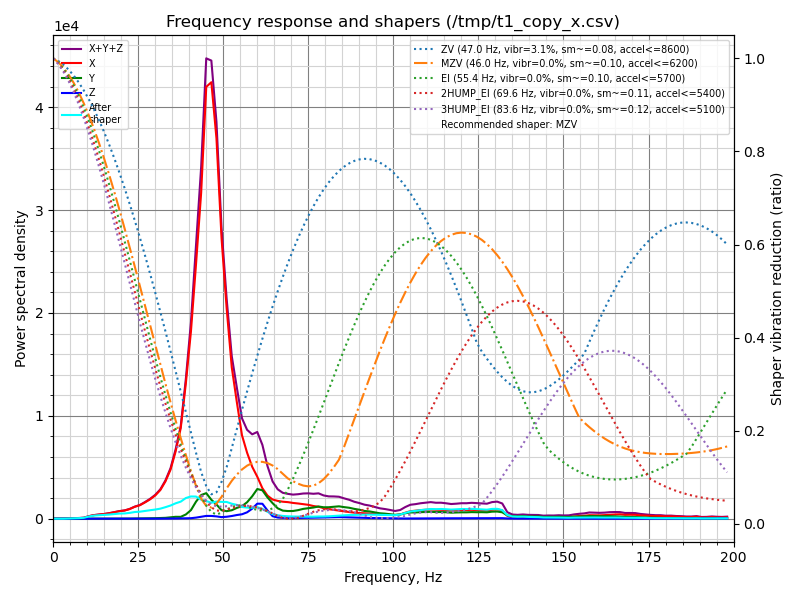 Frequency response and shapers (/tmp/t1_copy_x.csv)
1e4
X+Y+Z
X
Y
Z
After
shaper
ZV (47.0 Hz, vibr=3.1%, sm~=0.08, accel<=8600)
MZV (46.0 Hz, vibr=0.0%, sm~=0.10, accel<=6200)
EI (55.4 Hz, vibr=0.0%, sm~=0.10, accel<=5700)
2HUMP_EI (69.6 Hz, vibr=0.0%, sm~=0.11, accel<=5400)
3HUMP_EI (83.6 Hz, vibr=0.0%, sm~=0.12, accel<=5100)
Recommended shaper: MZV
Power spectral density
4
3
2
1
0
1.0
0.8
0.6
0.4
0.2
0.0
Shaper vibration reduction (ratio)
0 25 50 75 100 125 150 175 200
Frequency, Hz